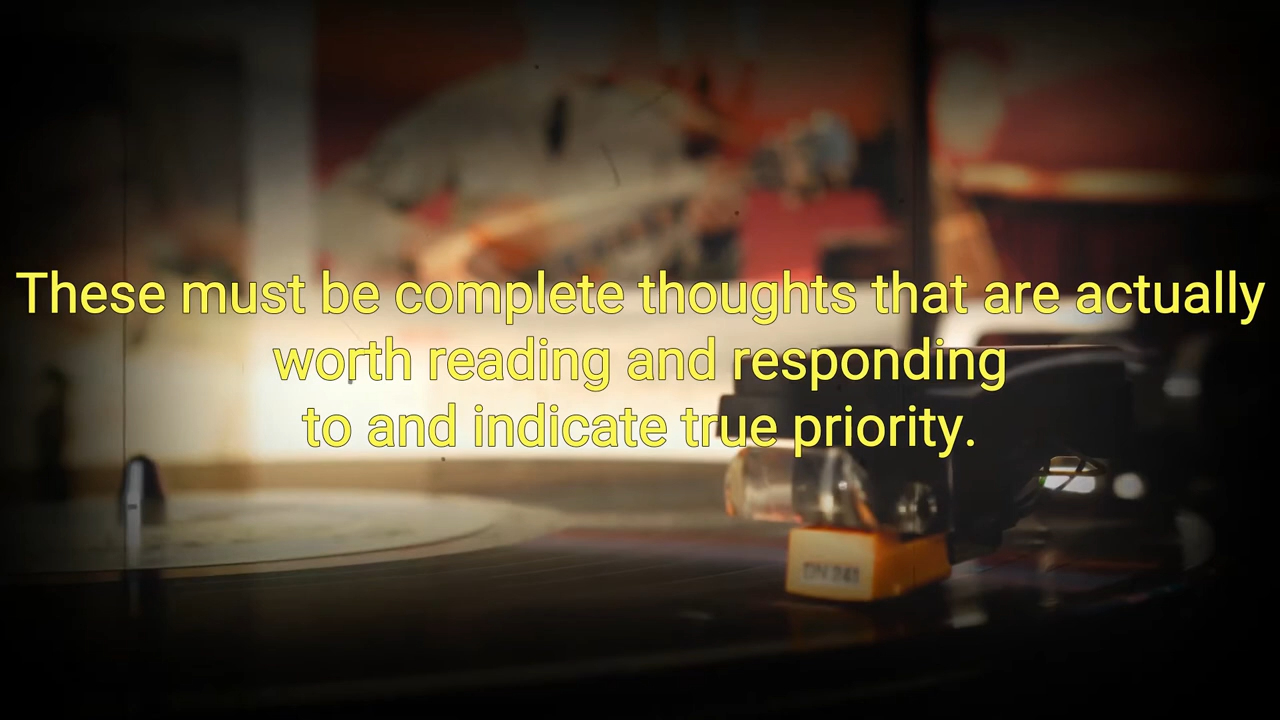 These must be complete thoughts that are actually
worth reading and responding
to and indicate true priority.